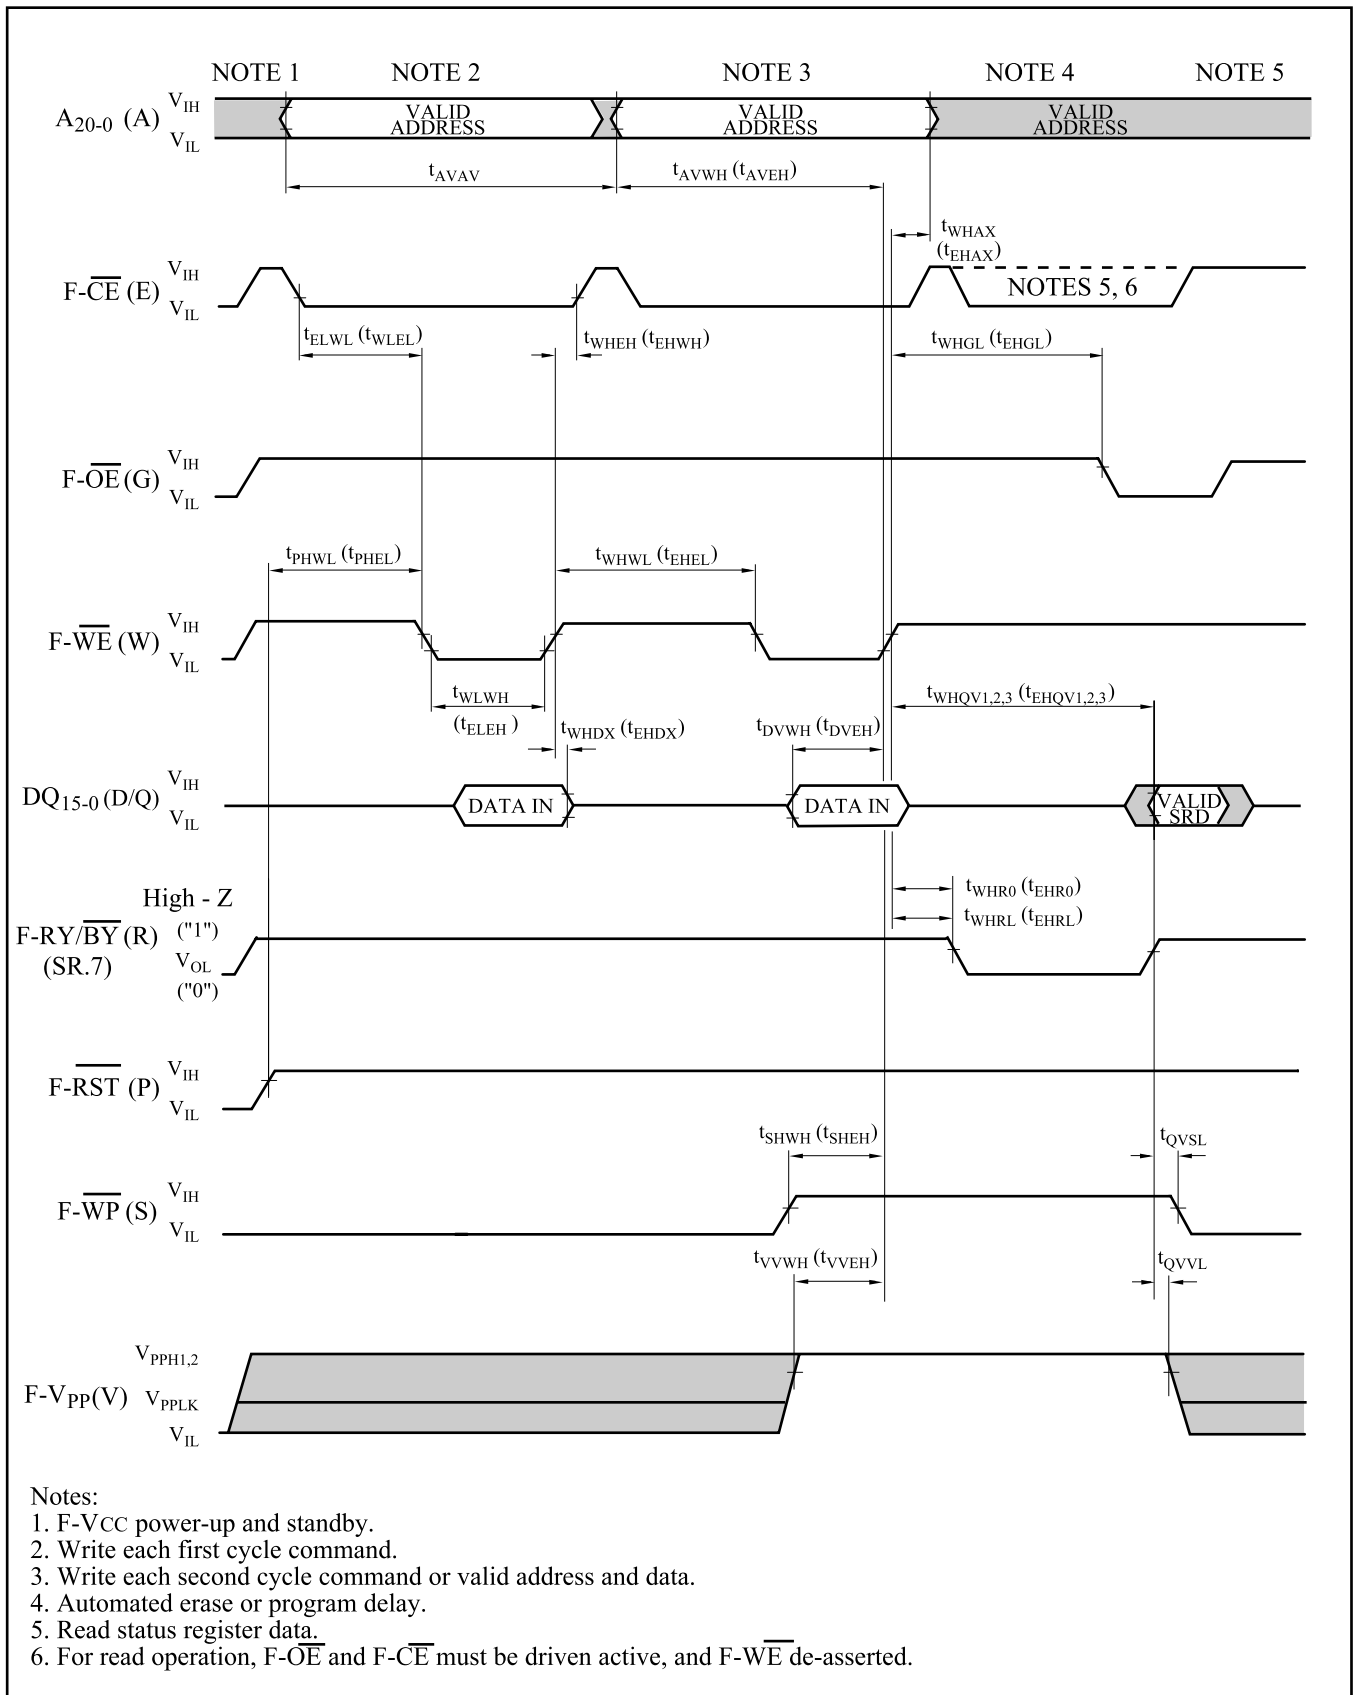 NOTE 1 NOTE 2 NOTE 3 NOTE 4 NOTE 5
A20-0 (A) VIH VIL
VALID ADDRESS VALID ADDRESS VALID ADDRESS
tAVAV tAVWH (tAVEH)
tWHAX
(tEHAX)
F-CE (E) VIH VIL
NOTES 5, 6
tELWL (tWLEL) tWHEH (tEHWH) tWHGL (tEHGL)
F-OE (G) VIH VIL
tPHWL (tPHEL) tWHWL (tEHEL)
F-WE (W) VIH VIL
tWLWH
(tELEH )
tWHDX (tEHDX) tDVWH (tDVEH) tWHQV1,2,3 (tEHQV1,2,3)
DQ15-0 (D/Q) VIH VIL
DATA IN DATA IN VALID SRD
tWHR0 (tEHR0)
tWHRL (tEHRL)
High - Z
("1")
F-RY/BY (R)
(SR.7)
VOL
("0")
F-RST (P) VIH VIL
tSHWH (tSHEH) tQVSL
F-WP (S) VIH VIL
tVVWH (tVVEH) tQVVL
F-VPP(V) VPPH1,2 VPPLK VIL
Notes:
1. F-VCC power-up and standby.
2. Write each first cycle command.
3. Write each second cycle command or valid address and data.
4. Automated erase or program delay.
5. Read status register data.
6. For read operation, F-OE and F-CE must be driven active, and F-WE de-asserted.